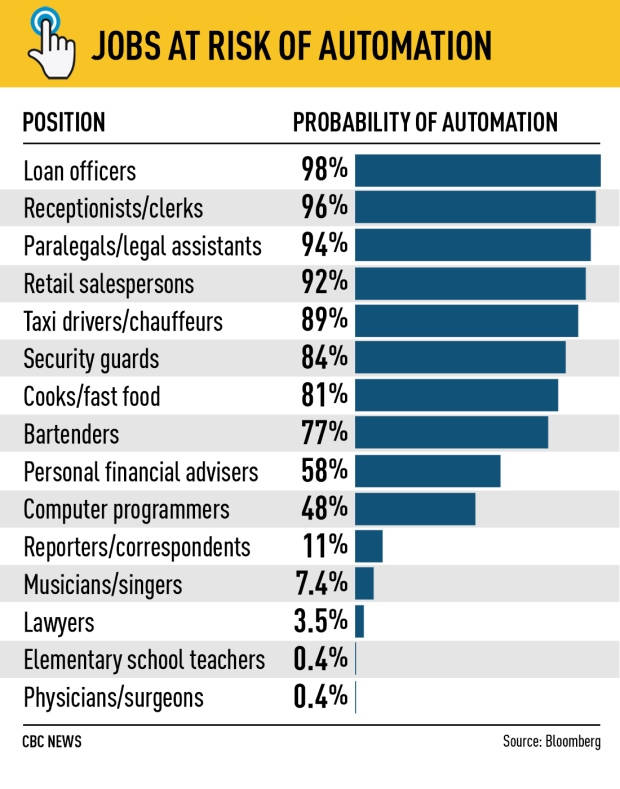 JOBS AT RISK OF AUTOMATION
POSITION PROBABILITY OF AUTOMATION
Loan officers 98%
Receptionists/clerks 96%
Paralegals/legal assistants 94%
Retail salespersons 92%
Taxi drivers/chauffeurs 89%
Security guards 84%
Cooks/fast food 81%
Bartenders 77%
Personal financial advisers 58%
Computer programmers 48%
Reporters/correspondents 11%
Musicians/singers 7.4%
Lawyers 3.5%
Elementary school teachers 0.4%
Physicians/surgeons 0.4%
CBC NEWS Source: Bloomberg